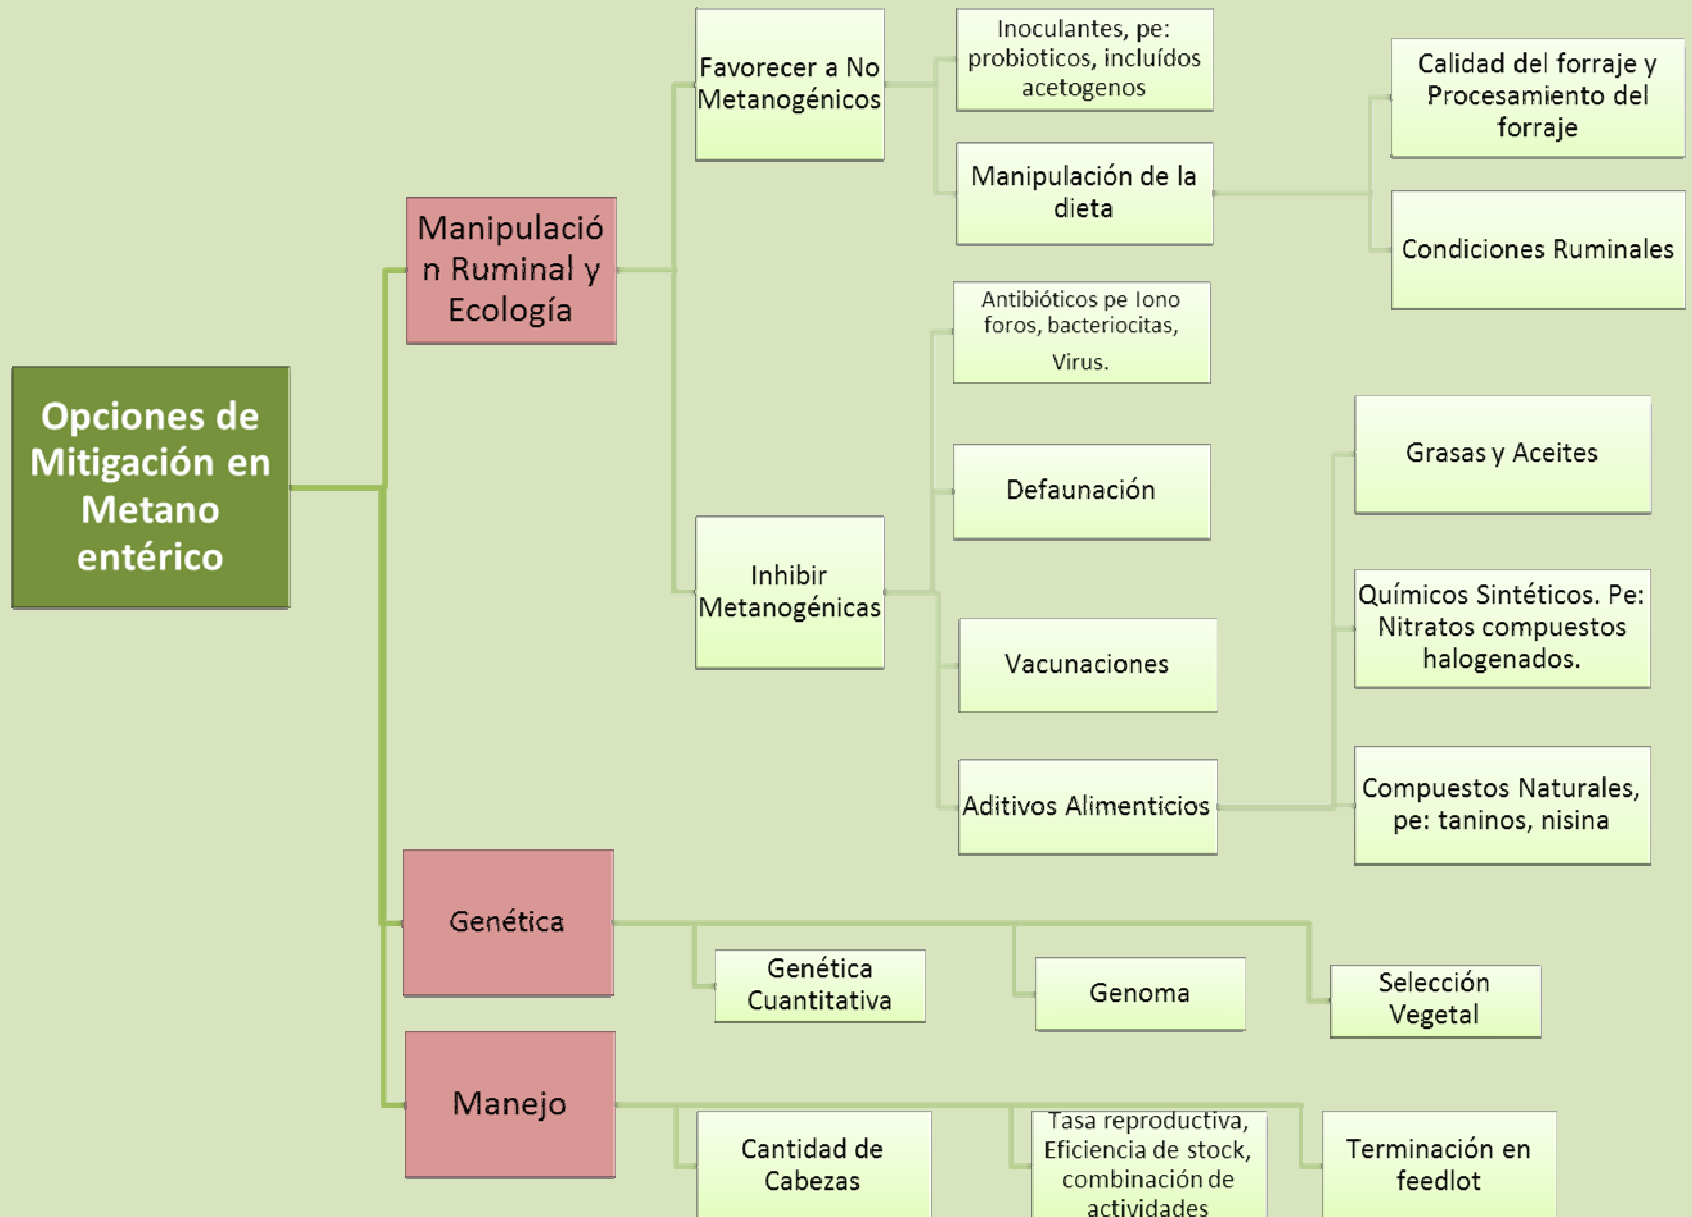 Opciones de
Mitigación en
Metano
entérico
Manipulació
n Ruminal y
Ecología
Favorecer a No
Metanogénicos
Inoculantes, pe:
probioticos, incluídos
acetogenos
Manipulación de la
dieta
Calidad del forraje y
Procesamiento del
forraje
Condiciones Ruminales
Inhibir
Metanogénicas
Antibióticos pe Iono
foros, bacteriocitas,
Virus.
Defaunación
Vacunaciones
Aditivos Alimenticios
Grasas y Aceites
Químicos Sintéticos. Pe:
Nitratos compuestos
halogenados.
Compuestos Naturales,
pe: taninos, nisina
Genética
Genética
Cuantitativa
Genoma
Selección
Vegetal
Manejo
Cantidad de
Cabezas
Tasa reproductiva,
Eficiencia de stock,
combinación de
actividades
Terminación en
feedlot